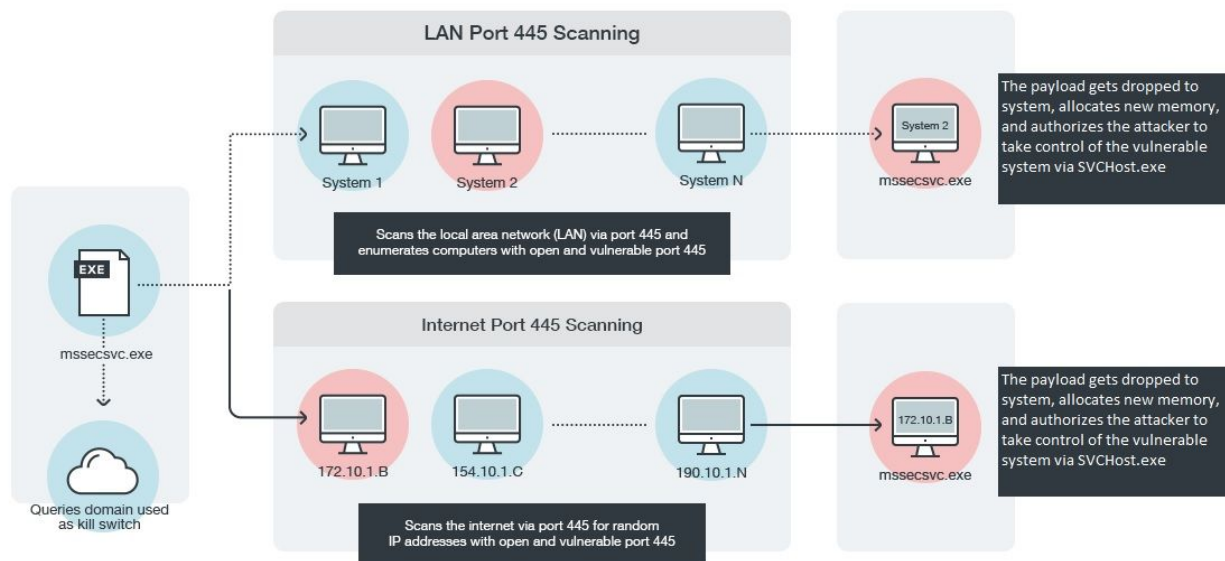 LAN Port 445 Scanning
System 1
System 2
System N
Scans the local area network (LAN) via port 445 and
enumerates computers with open and vulnerable port 445
System 2
mssecsvc.exe
The payload gets dropped to
system, allocates new memory,
and authorizes the attacker to
take control of the vulnerable
system via SVCHost.exe
EXE
mssecsvc.exe
Queries domain used
as kill switch
Internet Port 445 Scanning
172.10.1.B
154.10.1.C
190.10.1.N
Scans the internet via port 445 for random
IP addresses with open and vulnerable port 445
172.10.1.B
mssecsvc.exe
The payload gets dropped to
system, allocates new memory,
and authorizes the attacker to
take control of the vulnerable
system via SVCHost.exe